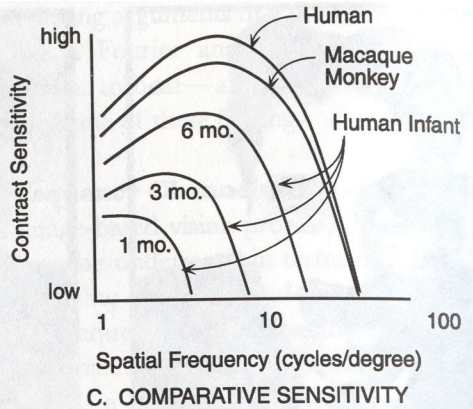 high
Human
Macaque
Monkey
Human Infant
6 mo.
3 mo.
1 mo.
Contrast Sensitivity
low
1
10
100
Spatial Frequency (cycles/degree)
C. COMPARATIVE SENSITIVITY